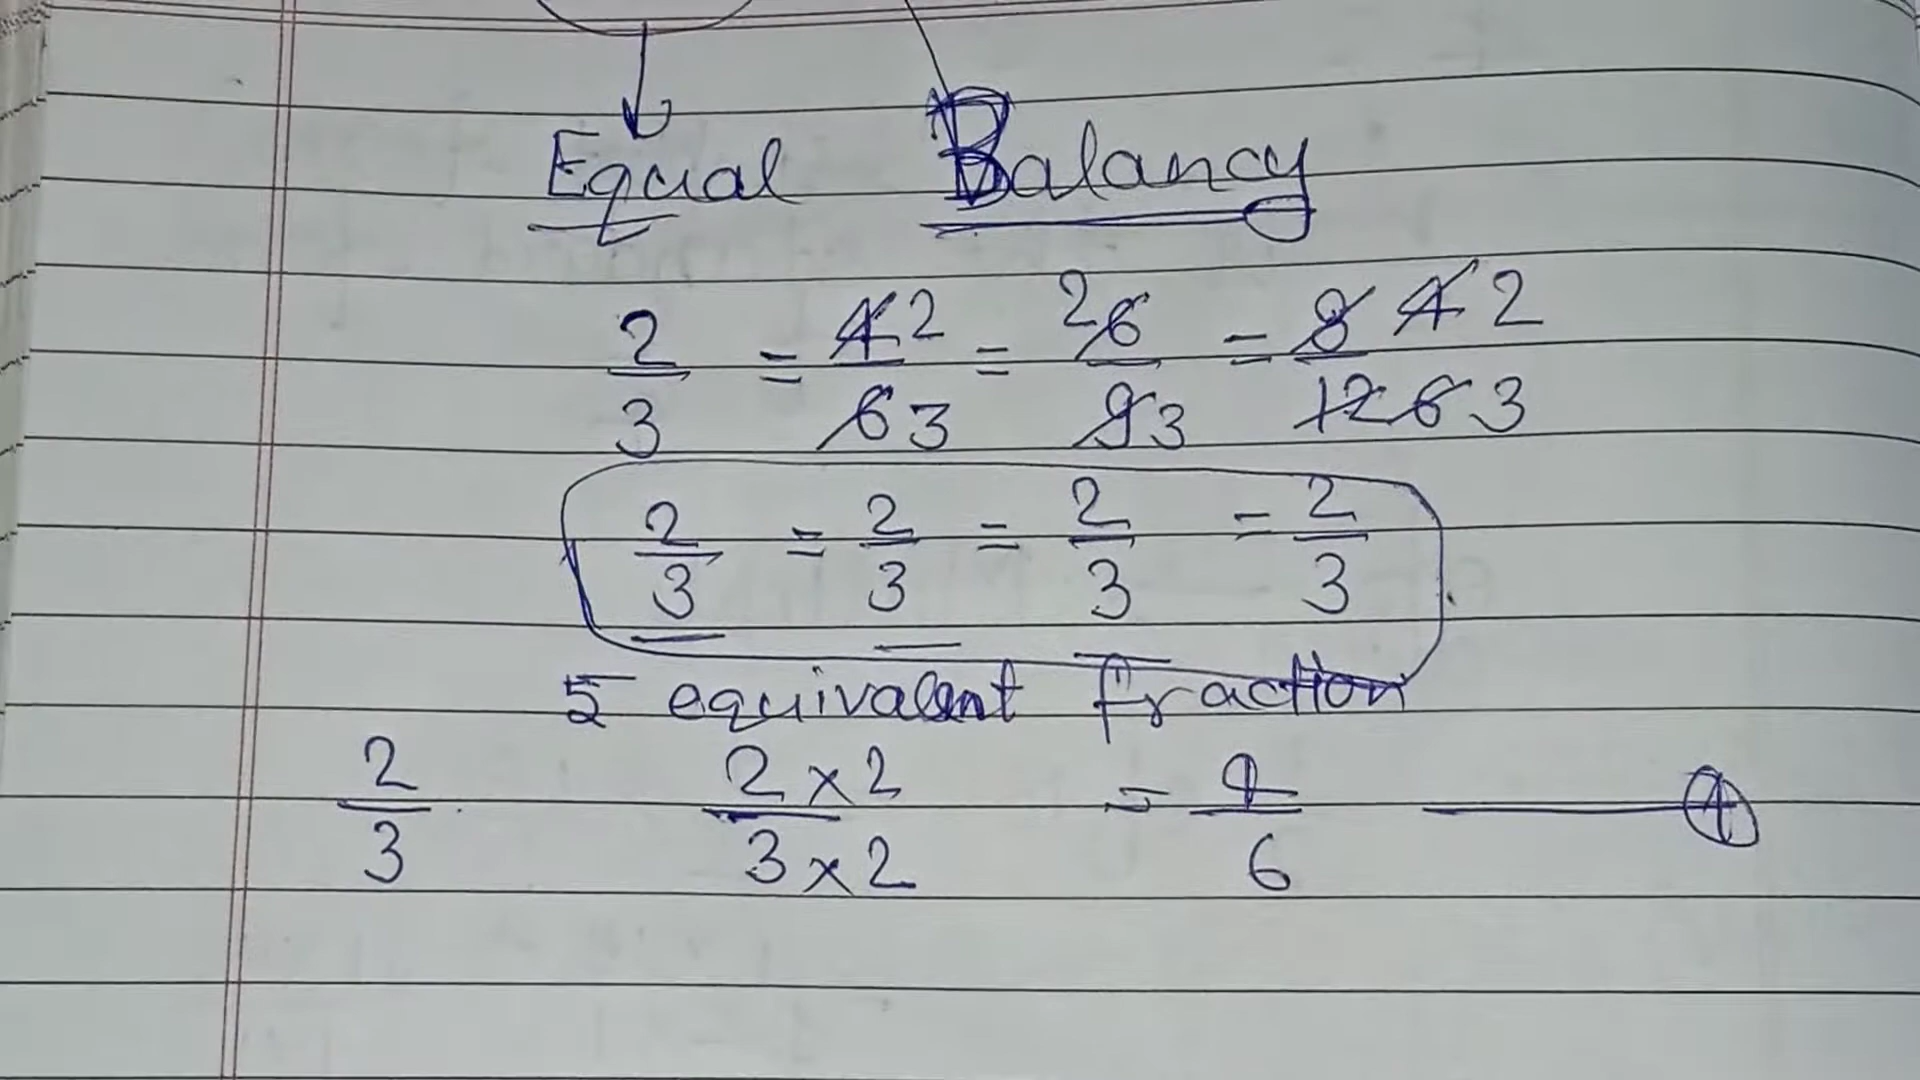 Equal Balancy
2/3 = 4 2/6 3 = 2 6/9 3 = 8 4 2/12 6 3
2/3 = 2/3 = 2/3 = 2/3
5 equivalent fraction
2/3 2 x 2/3 x 2 = 4/6